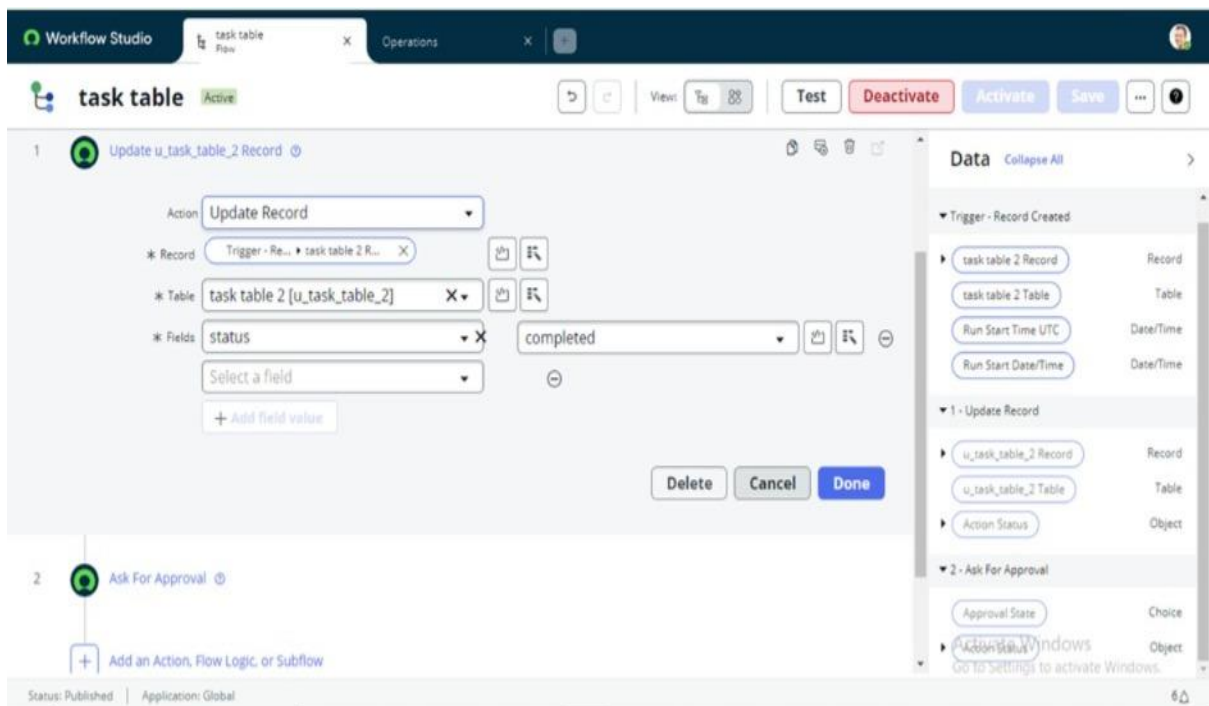 Workflow Studio
task table
Flow
Operations
task table Active
View:
Test
Deactivate
Activate
Save
1 Update u_task_table_2 Record
Action Update Record
* Record Trigger - Re... ▸ task table 2 R...
* Table task table 2 [u_task_table_2]
* Fields status completed
Select a field
+ Add field value
Delete Cancel Done
2 Ask For Approval
Add an Action, Flow Logic, or Subflow
Data Collapse All
Trigger - Record Created
task table 2 Record Record
task table 2 Table Table
Run Start Time UTC Date/Time
Run Start Date/Time Date/Time
1 - Update Record
u_task_table_2 Record Record
u_task_table_2 Table Table
Action Status Object
2 - Ask For Approval
Approval State Choice
Action Status Object
Activate Windows
Go to Settings to activate Windows.
Status: Published | Application: Global
6